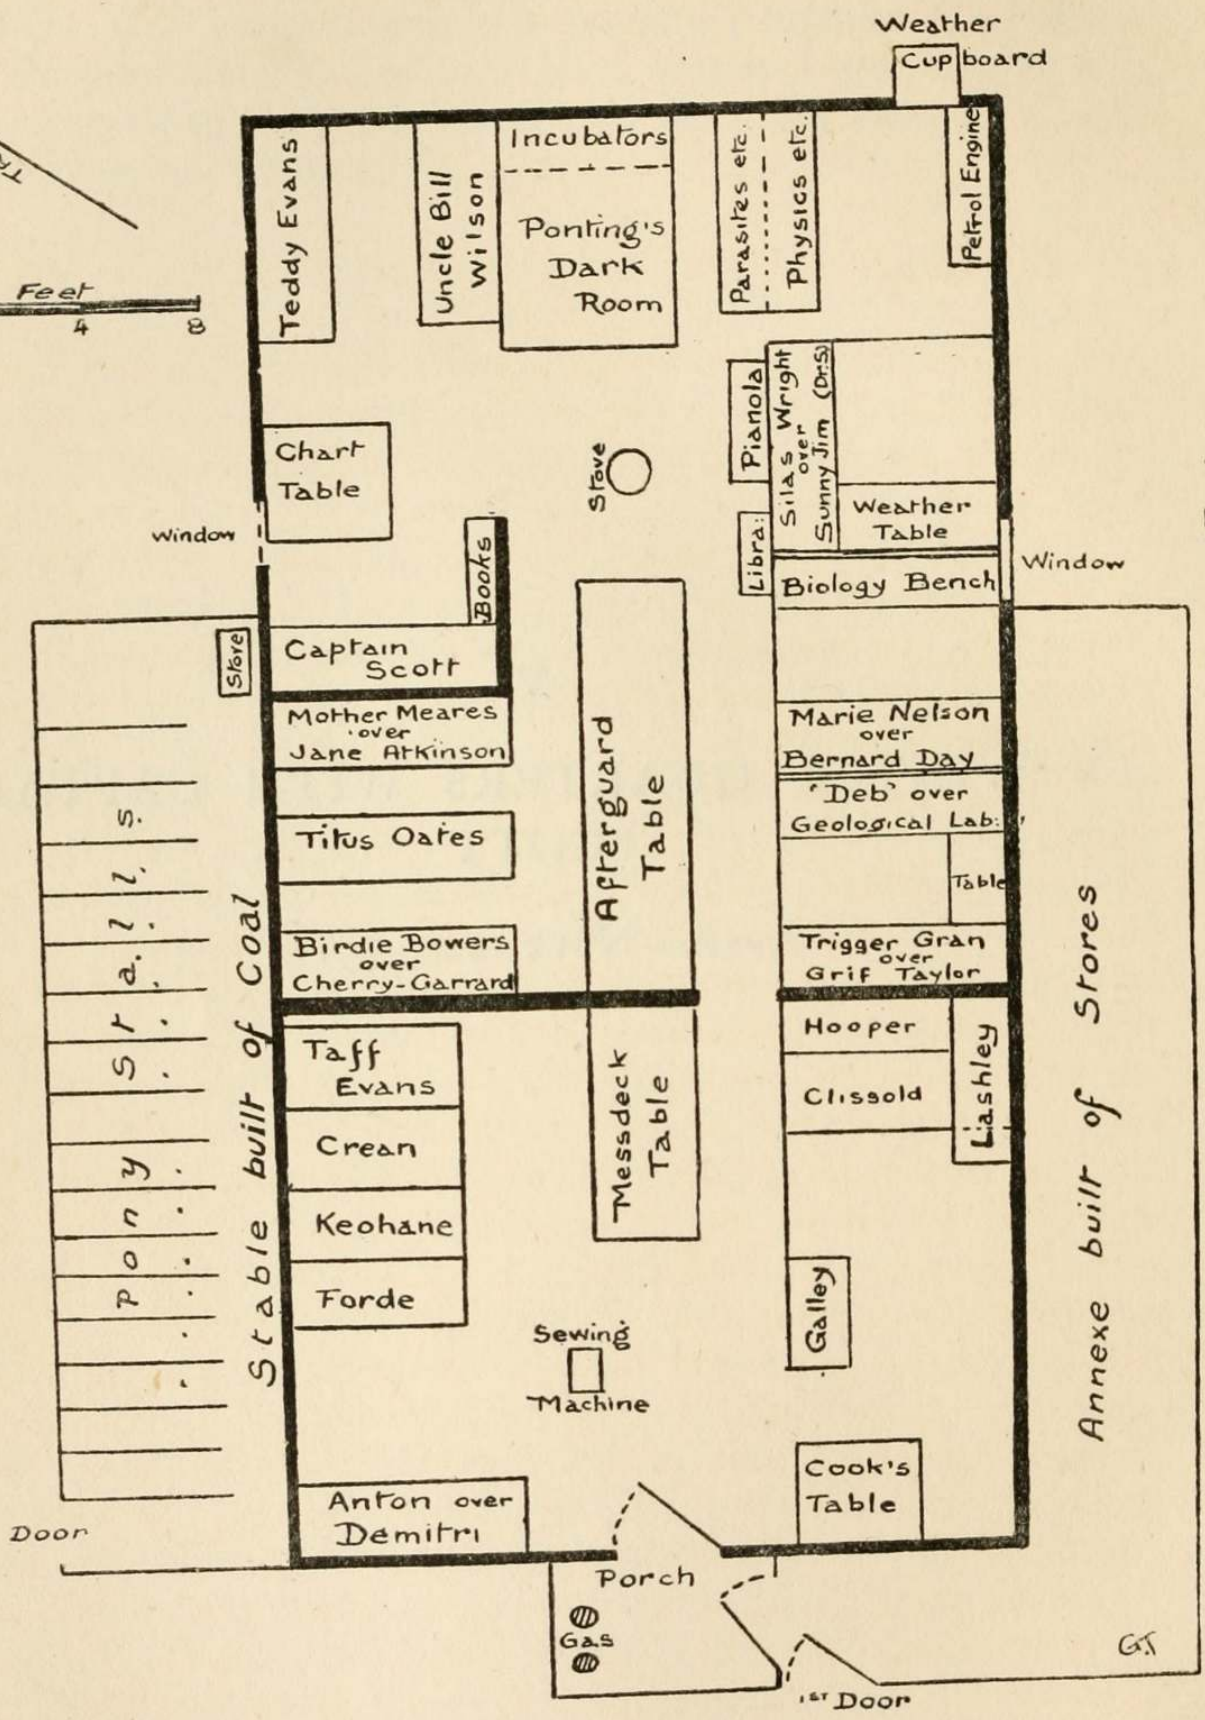 Weather
Cupboard
Teddy Evans
Uncle Bill
Wilson
Incubators
Ponting's
Dark
Room
Parasites etc.
Physics etc.
Petrol Engine
Feet
4
8
Chart
Table
Stove
Pianola
Silas Wright
over
Sunny Jim (Dr.S)
Weather
Table
Window
Books
Libra:
Biology Bench
Window
Stove
Captain
Scott
Mother Meares
over
Jane Atkinson
Marie Nelson
over
Bernard Day
'Deb' over
Geological Lab:
Titus Oates
Afterguard
Table
Table
Birdie Bowers
over
Cherry-Garrard
Trigger Gran
over
Grif Taylor
Pony Stalls.
Stable built of Coal
Annexe built of Stores
Taff
Evans
Crean
Keohane
Forde
Messdeck
Table
Hooper
Clissold
Lashley
Galley
Sewing
Machine
Cook's
Table
Anton over
Demitri
Door
Porch
Gas
1ST Door
G.T